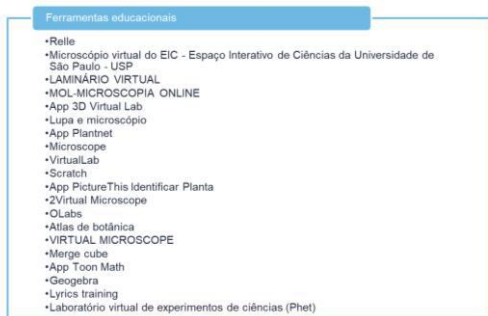 Ferramentas educacionais
•Relle
•Microscópio virtual do EIC - Espaço Interativo de Ciências da Universidade de
São Paulo - USP
•LAMINÁRIO VIRTUAL
•MOL-MICROSCOPIA ONLINE
•App 3D Virtual Lab
•Lupa e microscópio
•App Plantnet
•Microscope
•VirtualLab
•Scratch
•App PictureThis Identificar Planta
•2Virtual Microscope
•OLabs
•Atlas de botânica
•VIRTUAL MICROSCOPE
•Merge cube
•App Toon Math
•Geogebra
•Lyrics training
•Laboratório virtual de experimentos de ciências (Phet)